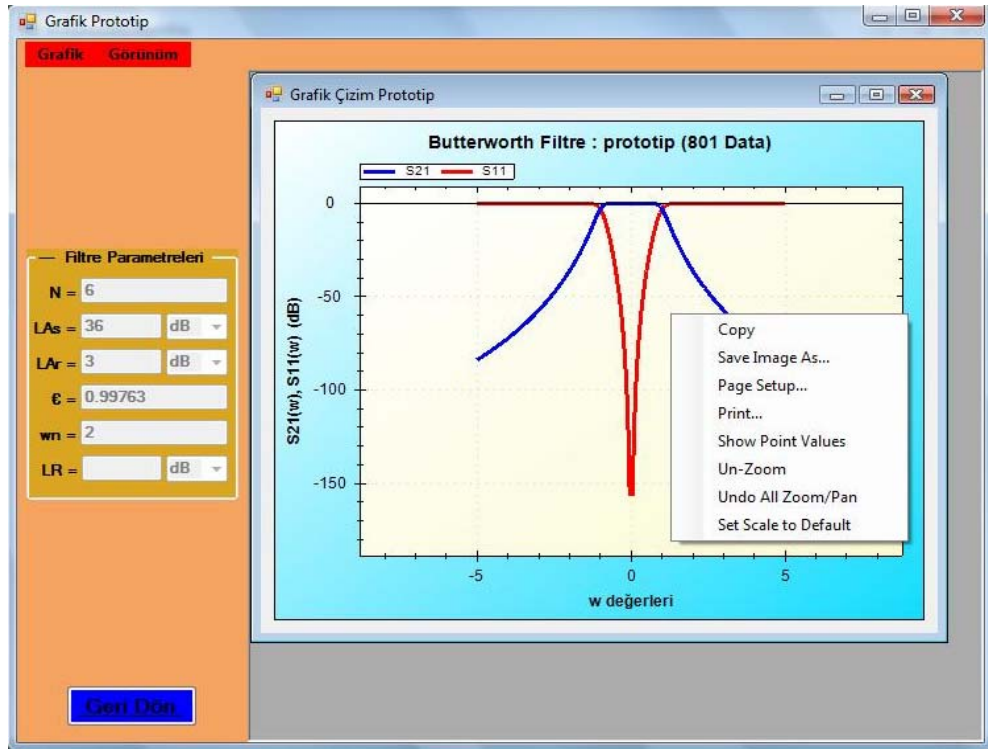 Grafik Prototip
Grafik Görünüm
Filtre Parametreleri
N = 6
LAs = 36 dB
LAr = 3 dB
€ = 0.99763
wn = 2
LR = dB
Geri Dön
Grafik Çizim Prototip
Butterworth Filtre : prototip (801 Data)
S21 S11
S21(w), S11(w) (dB)
0
-50
-100
-150
-5 0 5
w değerleri
Copy
Save Image As...
Page Setup...
Print...
Show Point Values
Un-Zoom
Undo All Zoom/Pan
Set Scale to Default